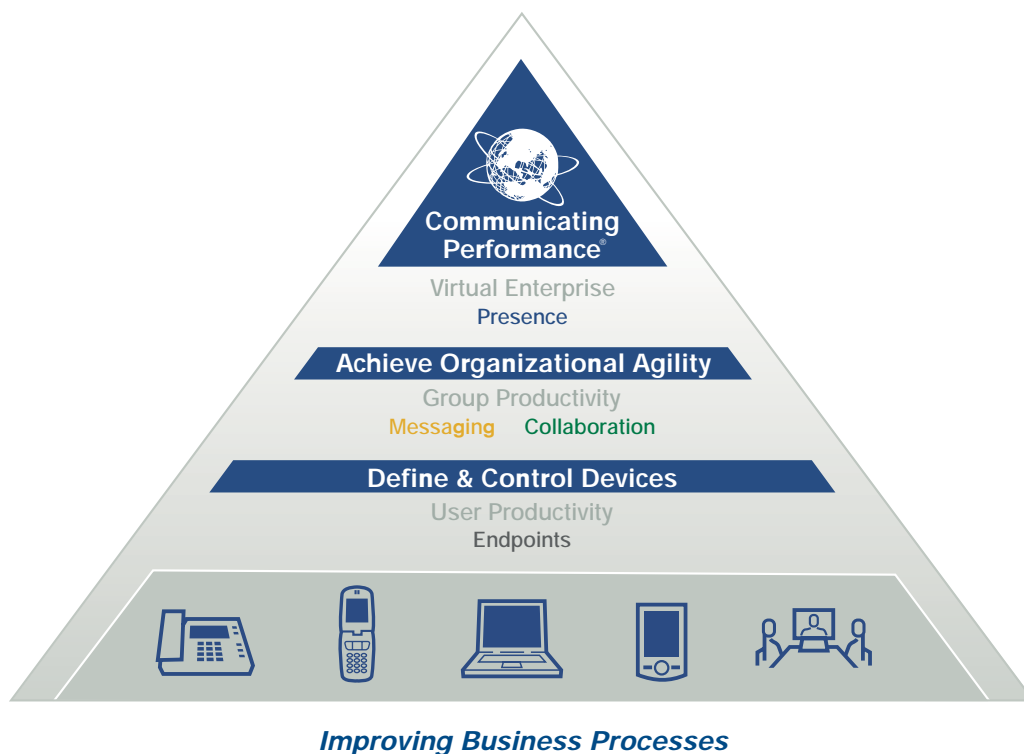 Communicating
Performance®
Virtual Enterprise
Presence
Achieve Organizational Agility
Group Productivity
Messaging Collaboration
Define & Control Devices
User Productivity
Endpoints
Improving Business Processes